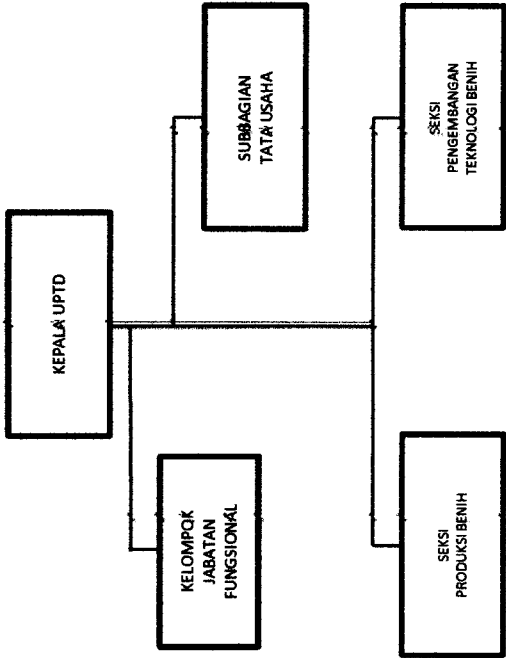 KEPALA UPTD
KELOMPOK
JABATAN
FUNGSIONAL
SUBBAGIAN
TATA USAHA
SEKSI
PRODUKSI BENIH
SEKSI
PENGEMBANGAN
TEKNOLOGI BENIH